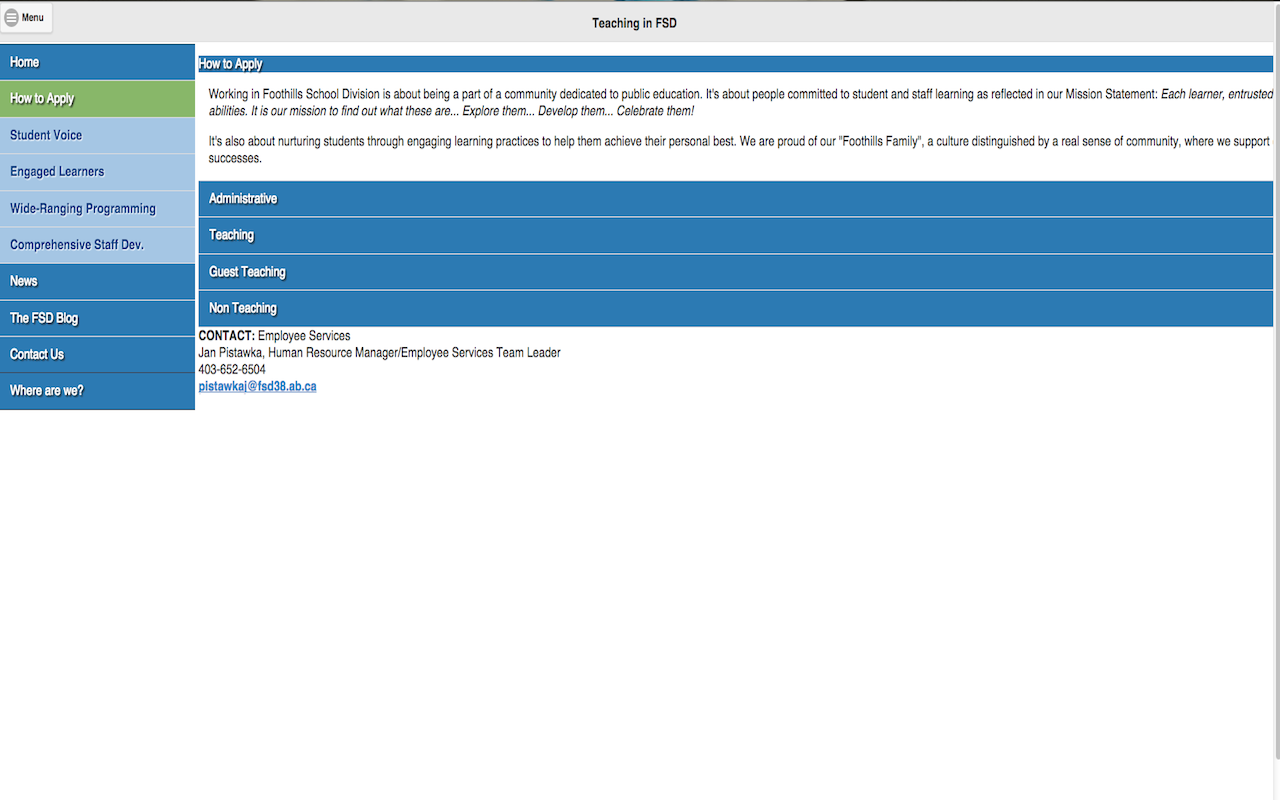 Menu
Teaching in FSD
Home
How to Apply
Student Voice
Engaged Learners
Wide-Ranging Programming
Comprehensive Staff Dev.
News
The FSD Blog
Contact Us
Where are we?
How to Apply
Working in Foothills School Division is about being a part of a community dedicated to public education. It's about people committed to student and staff learning as reflected in our Mission Statement: Each learner, entrusted
abilities. It is our mission to find out what these are... Explore them... Develop them... Celebrate them!
It's also about nurturing students through engaging learning practices to help them achieve their personal best. We are proud of our "Foothills Family", a culture distinguished by a real sense of community, where we support
successes.
Administrative
Teaching
Guest Teaching
Non Teaching
CONTACT: Employee Services
Jan Pistawka, Human Resource Manager/Employee Services Team Leader
403-652-6504
pistawkaj@fsd38.ab.ca